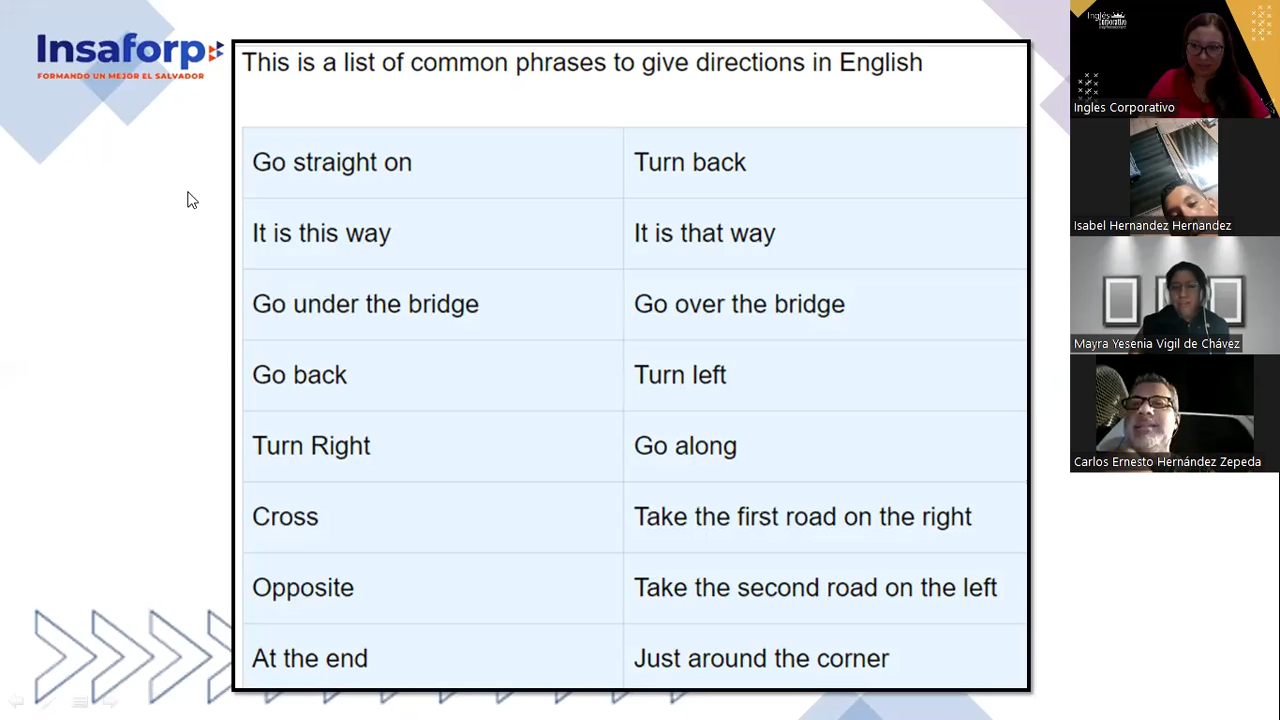 Insaforp
FORMANDO UN MEJOR EL SALVADOR
This is a list of common phrases to give directions in English
Go straight on
Turn back
It is this way
It is that way
Go under the bridge
Go over the bridge
Go back
Turn left
Turn Right
Go along
Cross
Take the first road on the right
Opposite
Take the second road on the left
At the end
Just around the corner
Inglés
Corporativo
Ingles Corporativo
Isabel Hernandez Hernandez
Mayra Yesenia Vigil de Chávez
Carlos Ernesto Hernández Zepeda